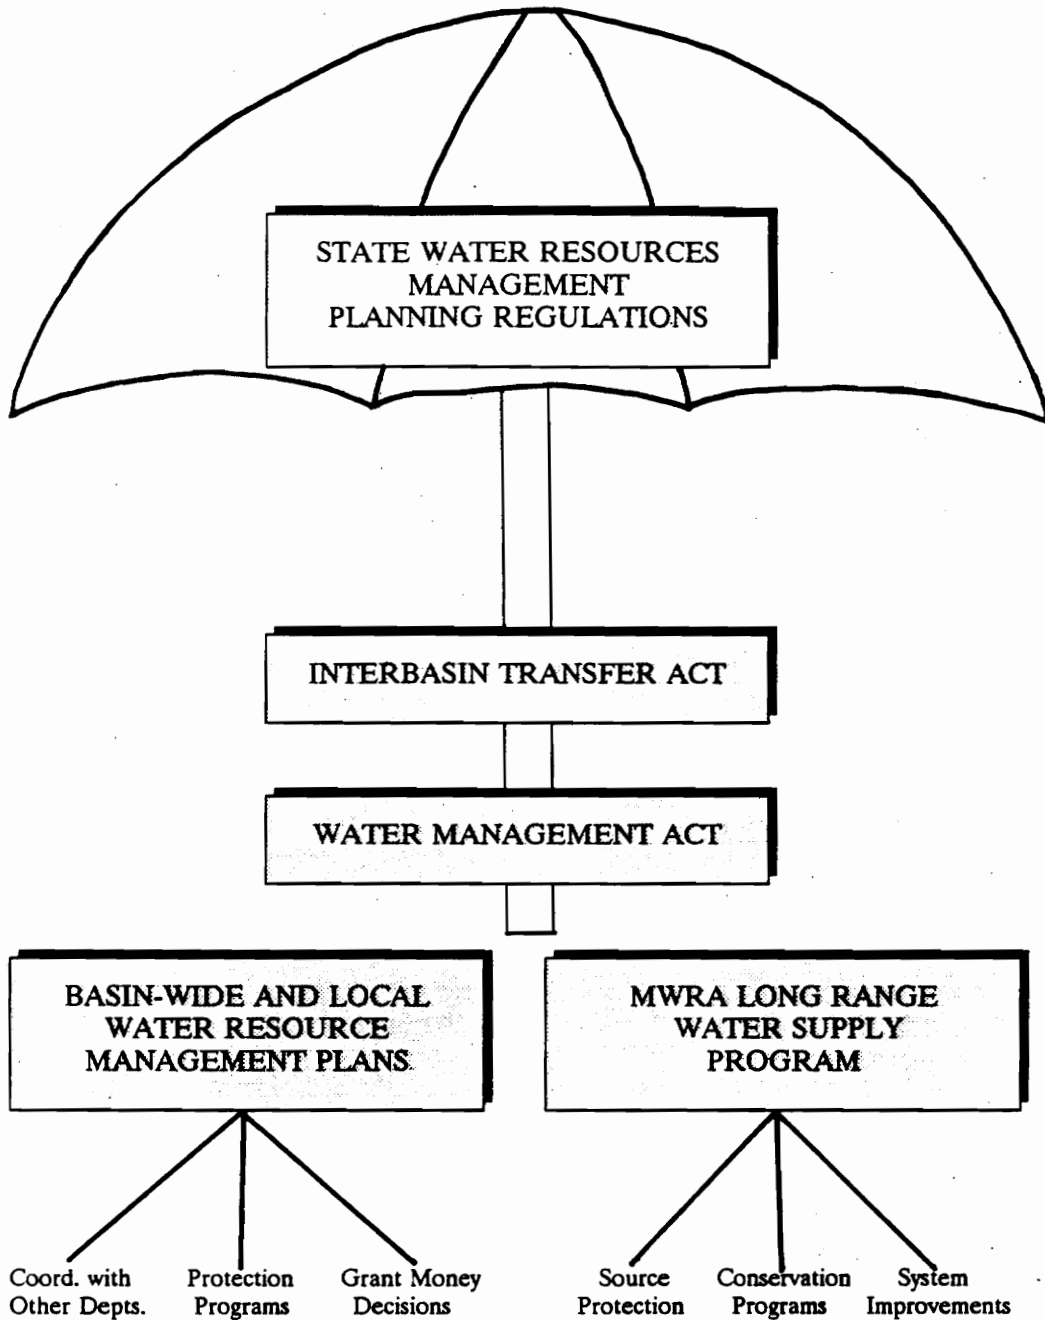 STATE WATER RESOURCES
MANAGEMENT
PLANNING REGULATIONS
INTERBASIN TRANSFER ACT
WATER MANAGEMENT ACT
BASIN-WIDE AND LOCAL
WATER RESOURCE
MANAGEMENT PLANS
MWRA LONG RANGE
WATER SUPPLY
PROGRAM
Coord. with
Other Depts.
Protection
Programs
Grant Money
Decisions
Source
Protection
Conservation
Programs
System
Improvements